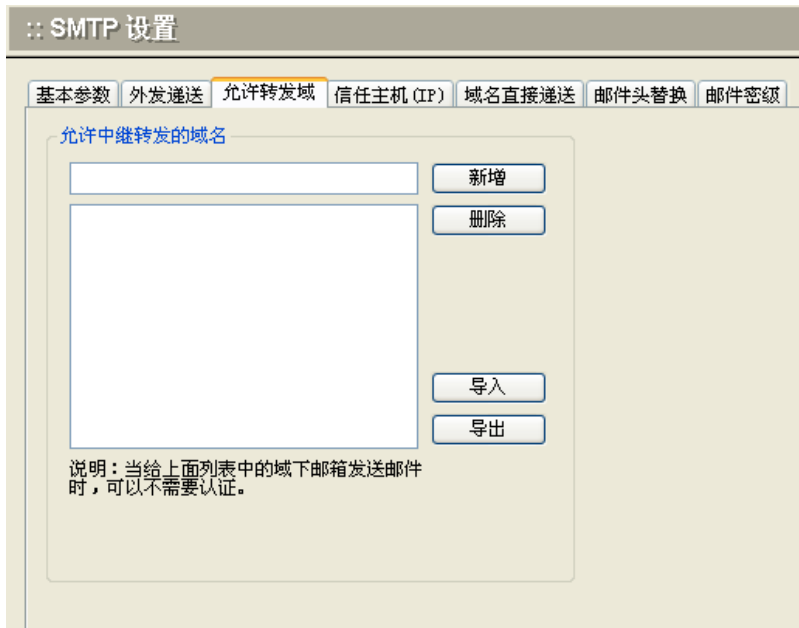 :: SMTP 设置
基本参数 外发递送 允许转发域 信任主机(IP) 域名直接递送 邮件头替换 邮件密级
允许中继转发的域名
新增
删除
导入
导出
说明：当给上面列表中的域下邮箱发送邮件
时，可以不需要认证。